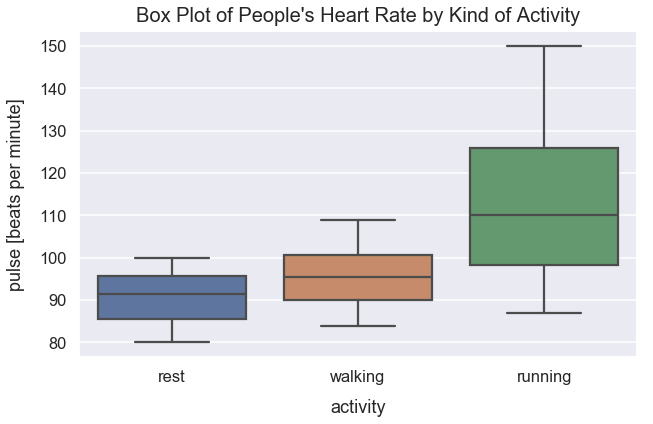 Box Plot of People's Heart Rate by Kind of Activity
pulse [beats per minute]
150
140
130
120
110
100
90
80
rest walking running
activity